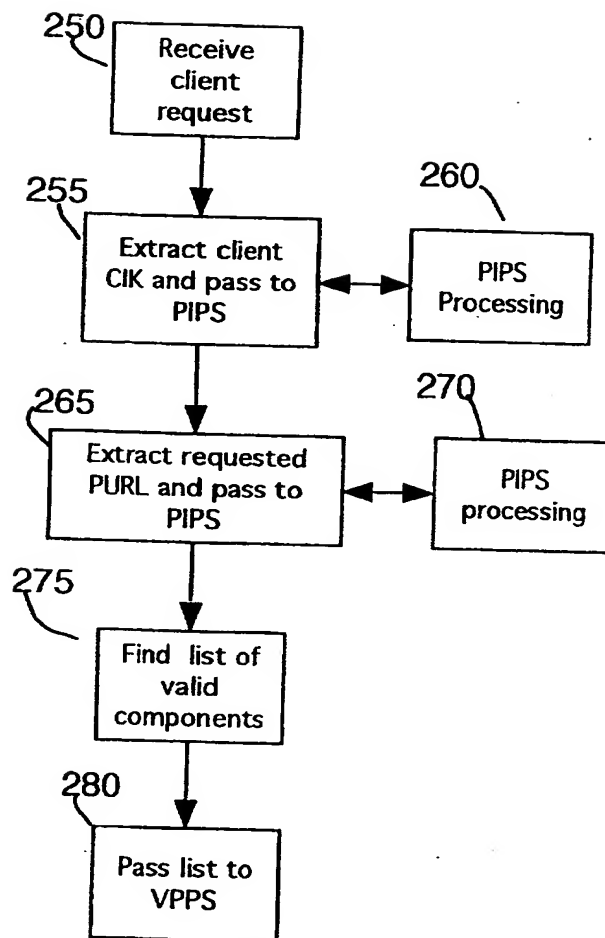 250
Receive
client
request
255
Extract client
CIK and pass to
PIPS
260
PIPS
Processing
265
Extract requested
PURL and pass to
PIPS
270
PIPS
processing
275
Find list of
valid
components
280
Pass list to
VPPS